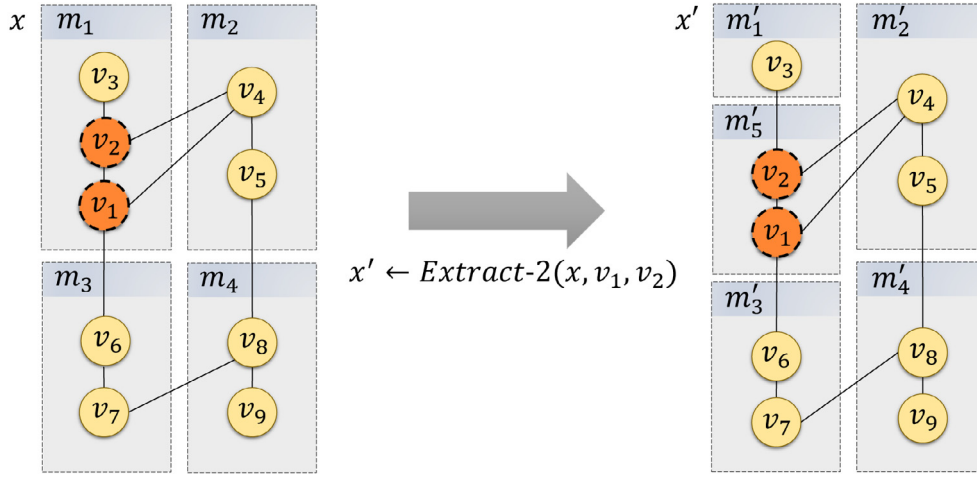 x m₁ m₂ x′ m′₁ m′₂
v₃ v₃
v₄ v₄
v₂ m′₅
v₅ v₂ v₅
v₁ v₁
x′ ← Extract-2(x, v₁, v₂)
m₃ m₄ m′₃ m′₄
v₆ v₈ v₆ v₈
v₇ v₉ v₇ v₉